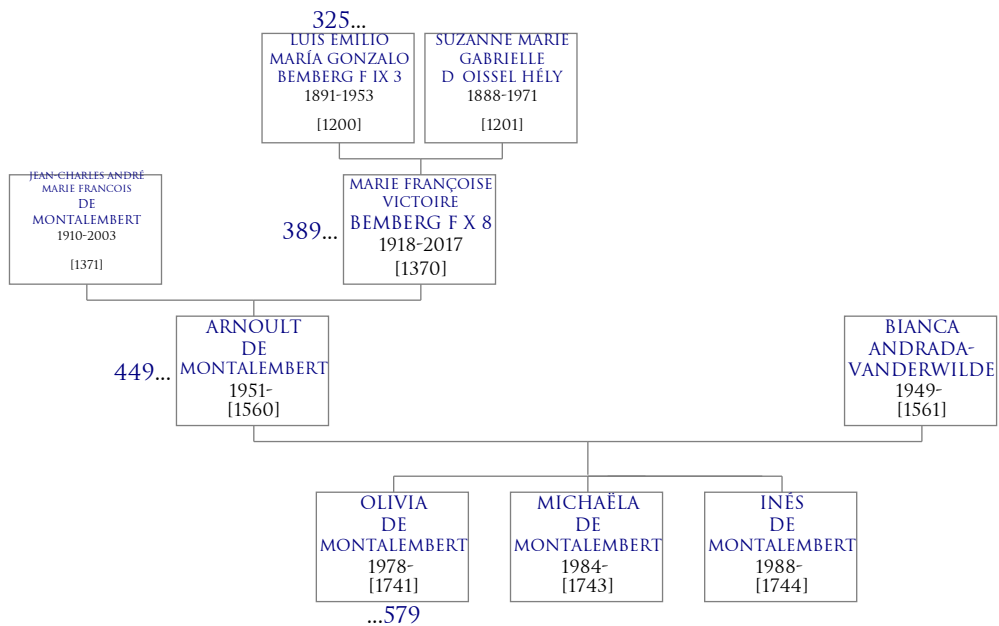 325...
LUIS EMILIO
MARÍA GONZALO
BEMBERG F IX 3
1891-1953
[1200]
SUZANNE MARIE
GABRIELLE
D OISSEL HÉLY
1888-1971
[1201]
JEAN-CHARLES ANDRÉ
MARIE FRANCOIS
DE
MONTALEMBERT
1910-2003
[1371]
389...
MARIE FRANÇOISE
VICTOIRE
BEMBERG F X 8
1918-2017
[1370]
449...
ARNOULT
DE
MONTALEMBERT
1951-
[1560]
BIANCA
ANDRADA-
VANDERWILDE
1949-
[1561]
OLIVIA
DE
MONTALEMBERT
1978-
[1741]
...579
MICHAËLA
DE
MONTALEMBERT
1984-
[1743]
INÉS
DE
MONTALEMBERT
1988-
[1744]